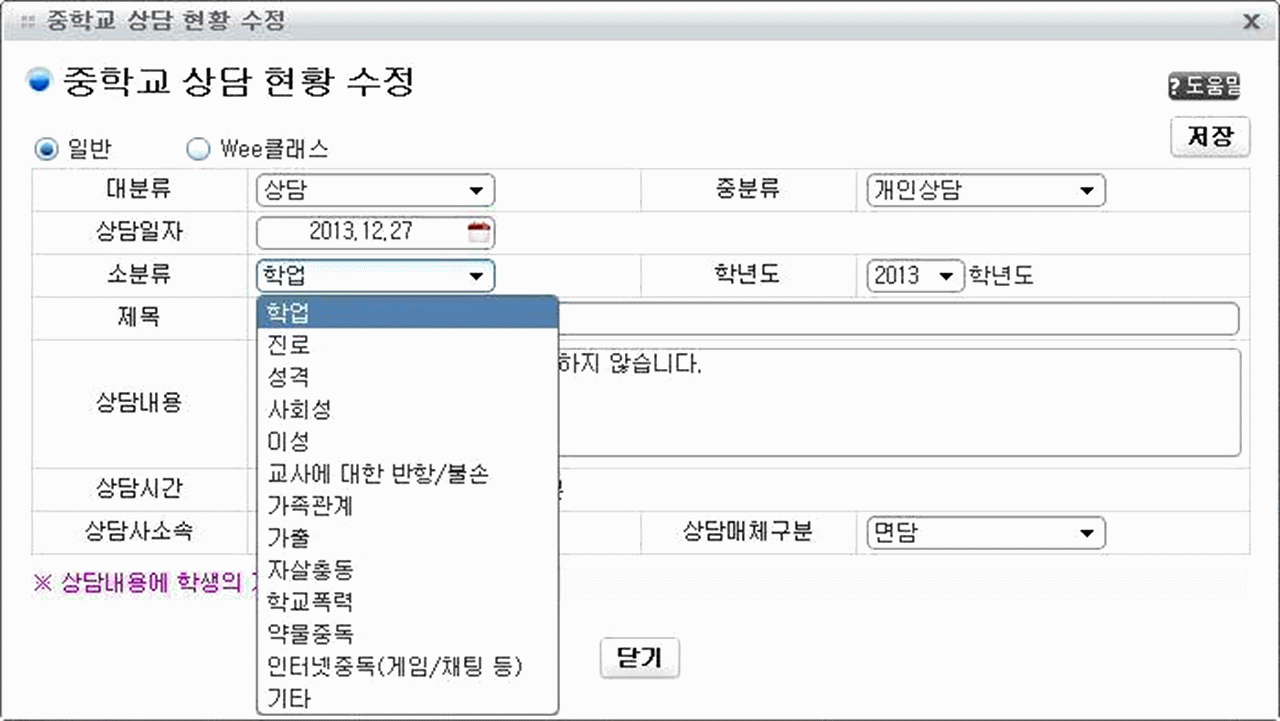 중학교 상담 현황 수정
중학교 상담 현황 수정
? 도움말
일반 Wee클래스
저장
대분류 상담 중분류 개인상담
상담일자 2013.12.27
소분류 학업 학년도 2013 학년도
제목
학업
진로
성격
사회성
이성
교사에 대한 반항/불손
가족관계
가출
자살충동
학교폭력
약물중독
인터넷중독(게임/채팅 등)
기타
상담내용 하지 않습니다.
상담시간
상담사소속 상담매체구분 면담
※ 상담내용에 학생의
닫기